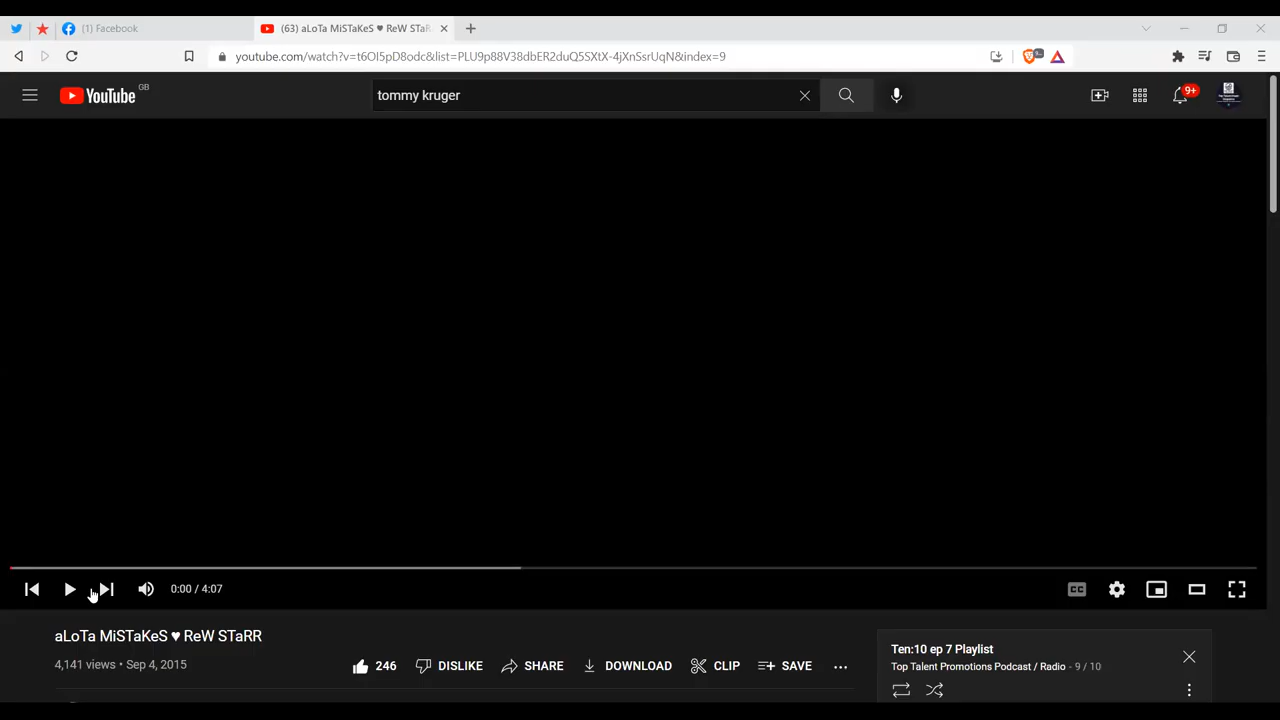 (1) Facebook
(63) aLoTa MiSTaKeS ♥ ReW STaR
youtube.com/watch?v=t6OI5pD8odc&list=PLU9p88V38dbER2duQ5SXtX-4jXnSsrUqN&index=9
YouTube GB
tommy kruger
9+
0:00 / 4:07
CC
aLoTa MiSTaKeS ♥ ReW STaRR
4,141 views • Sep 4, 2015
246 DISLIKE SHARE DOWNLOAD CLIP SAVE
Ten:10 ep 7 Playlist
Top Talent Promotions Podcast / Radio - 9 / 10